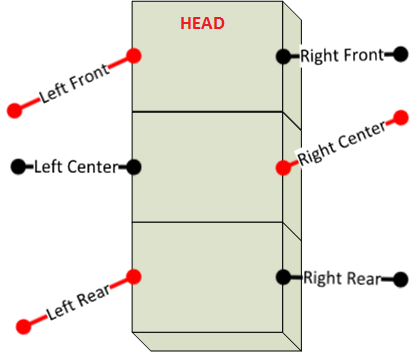 HEAD
Left Front
Right Front
Left Center
Right Center
Left Rear
Right Rear